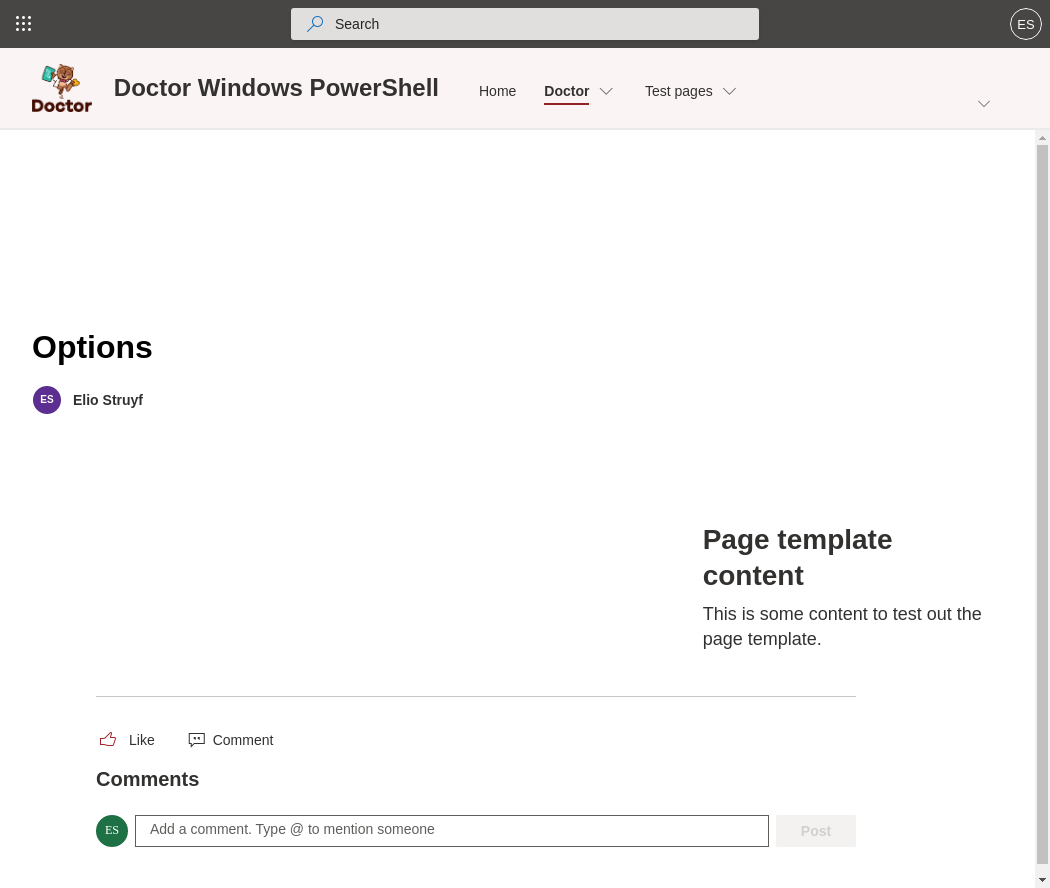 Search
ES
Doctor
Doctor Windows PowerShell
Home
Doctor
Test pages
Options
ES
Elio Struyf
Page template
content
This is some content to test out the
page template.
Like
Comment
Comments
ES
Add a comment. Type @ to mention someone
Post